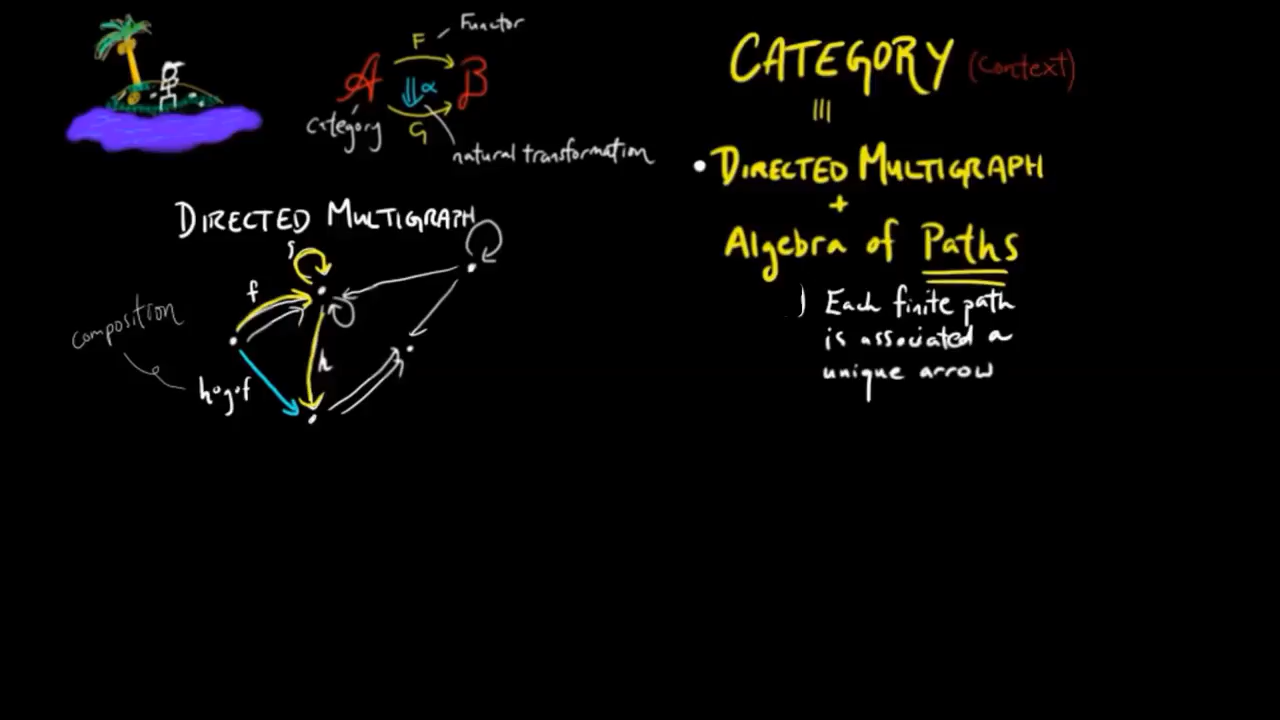 F
Functor
A
B
α
G
category
natural transformation
CATEGORY (context)
≡
• DIRECTED MULTIGRAPH
+
Algebra of Paths
) Each finite path
is associated a
unique arrow
DIRECTED MULTIGRAPH
f
h
composition
h∘g∘f